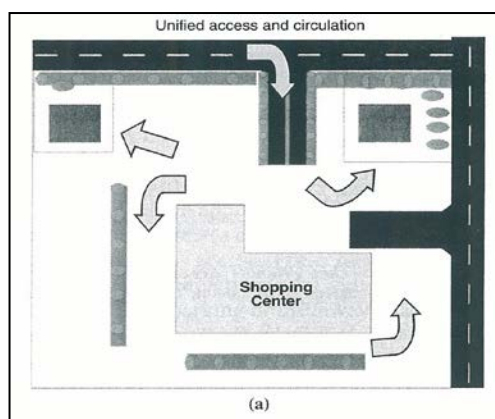 Unified access and circulation
Shopping
Center
(a)